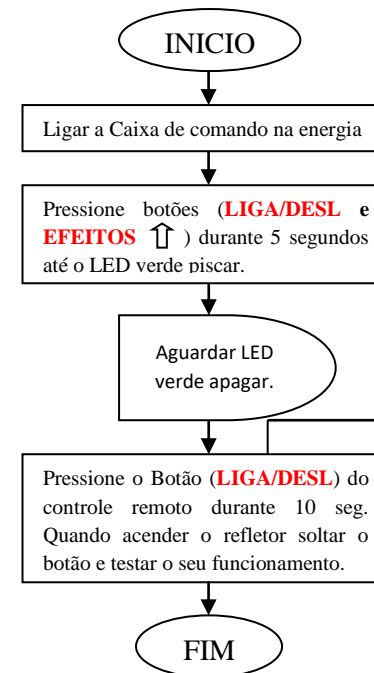 INICIO
Ligar a Caixa de comando na energia
Pressione botões (LIGA/DESL e
EFEITOS ⇧ ) durante 5 segundos
até o LED verde piscar.
Aguardar LED
verde apagar.
Pressione o Botão (LIGA/DESL) do
controle remoto durante 10 seg.
Quando acender o refletor soltar o
botão e testar o seu funcionamento.
FIM